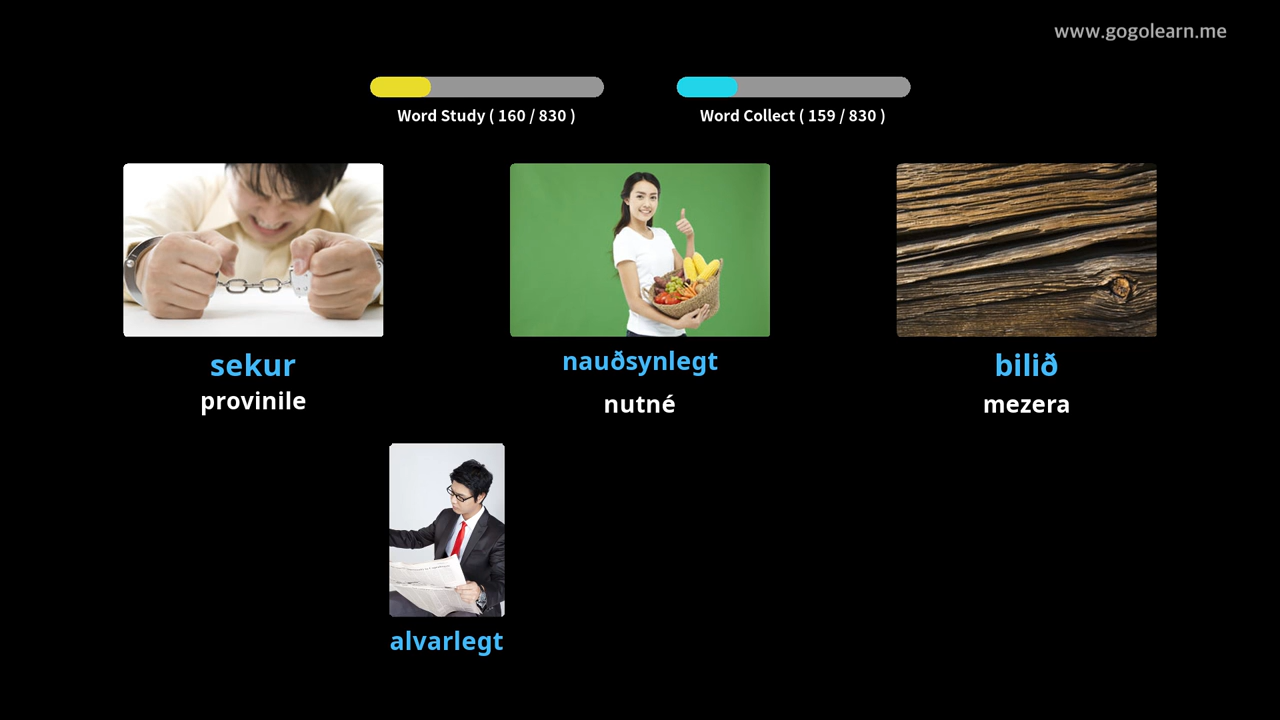 www.gogolearn.me
Word Study ( 160 / 830 )
Word Collect ( 159 / 830 )
sekur
provinile
nauðsynlegt
nutné
bilið
mezera
alvarlegt